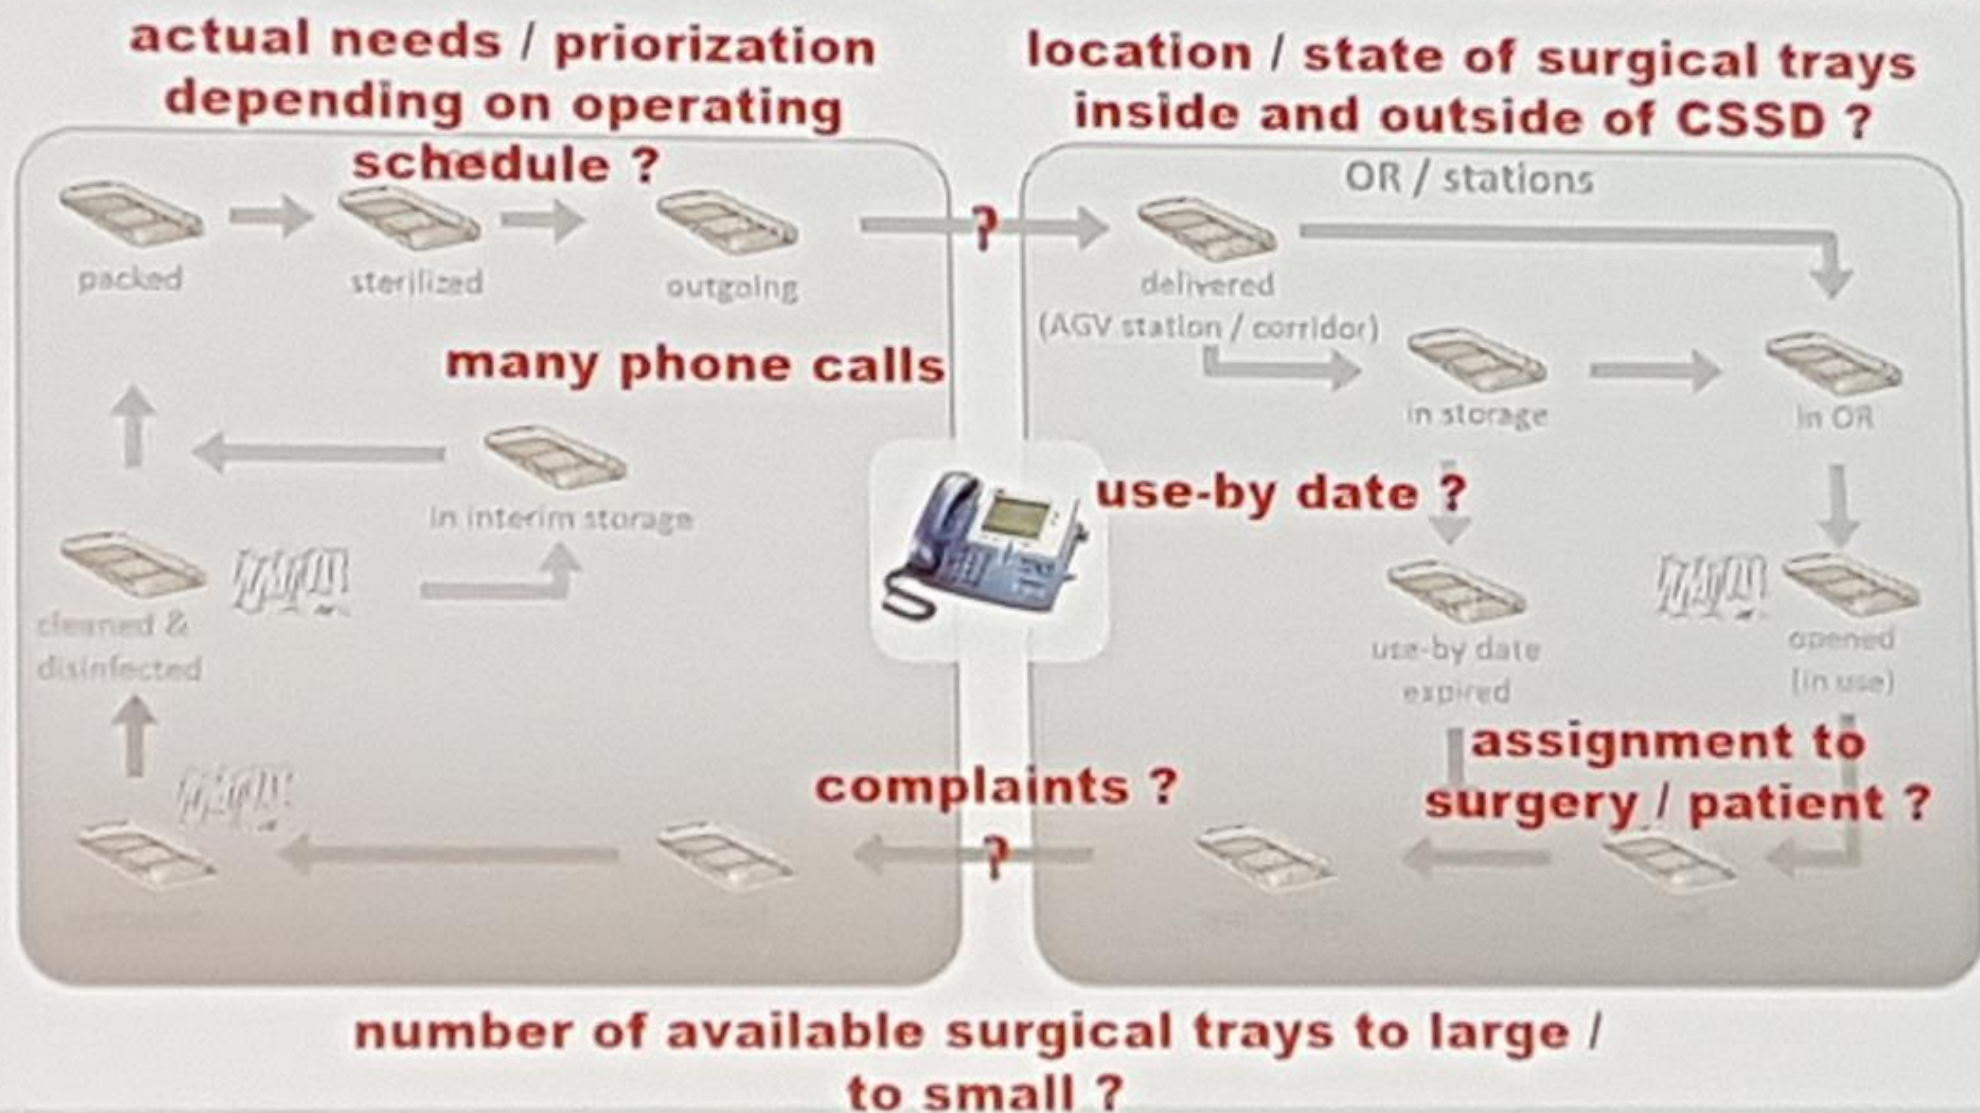 actual needs / priorization
depending on operating
schedule ?
location / state of surgical trays
inside and outside of CSSD ?
OR / stations
packed
sterilized
outgoing
?
delivered
(AGV station / corridor)
many phone calls
in storage
in OR
in interim storage
use-by date ?
cleaned &
disinfected
use-by date
expired
opened
(in use)
assignment to
surgery / patient ?
complaints ?
?
number of available surgical trays to large /
to small ?